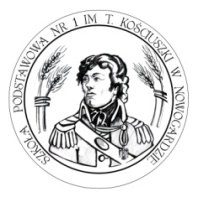 SZKOŁA PODSTAWOWA NR 1 IM T. KOŚCIUSZKI W NOWOGARDZIE